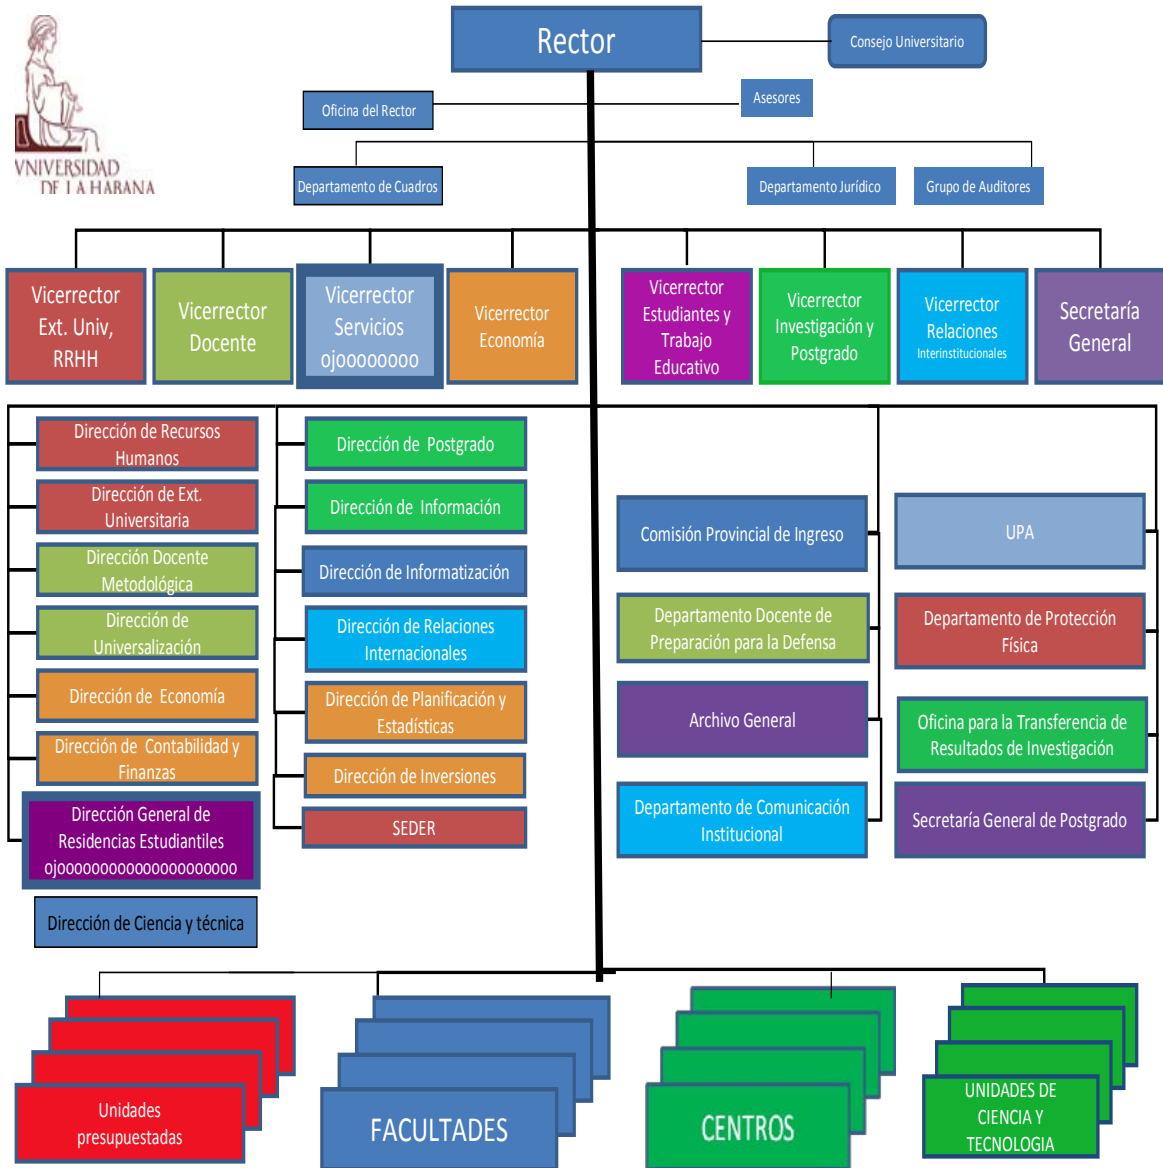 Rector
Consejo Universitario
Asesores
Oficina del Rector
VNIVERSIDAD
DE LA HABANA
Departamento de Cuadros
Departamento Jurídico
Grupo de Auditores
Vicerrector
Ext. Univ,
RRHH
Vicerrector
Docente
Vicerrector
Servicios
ojoooooooo
Vicerrector
Economía
Vicerrector
Estudiantes y
Trabajo
Educativo
Vicerrector
Investigación y
Postgrado
Vicerrector
Relaciones
Interinstitucionales
Secretaría
General
Dirección de Recursos
Humanos
Dirección de Ext.
Universitaria
Dirección Docente
Metodológica
Dirección de
Universalización
Dirección de Economía
Dirección de Contabilidad y
Finanzas
Dirección General de
Residencias Estudiantiles
ojoooooooooooooooooooo
Dirección de Ciencia y técnica
Dirección de Postgrado
Dirección de Información
Dirección de Informatización
Dirección de Relaciones
Internacionales
Dirección de Planificación y
Estadísticas
Dirección de Inversiones
SEDER
Comisión Provincial de Ingreso
Departamento Docente de
Preparación para la Defensa
Archivo General
Departamento de Comunicación
Institucional
UPA
Departamento de Protección
Física
Oficina para la Transferencia de
Resultados de Investigación
Secretaría General de Postgrado
Unidades
presupuestadas
FACULTADES
CENTROS
UNIDADES DE
CIENCIA Y
TECNOLOGIA